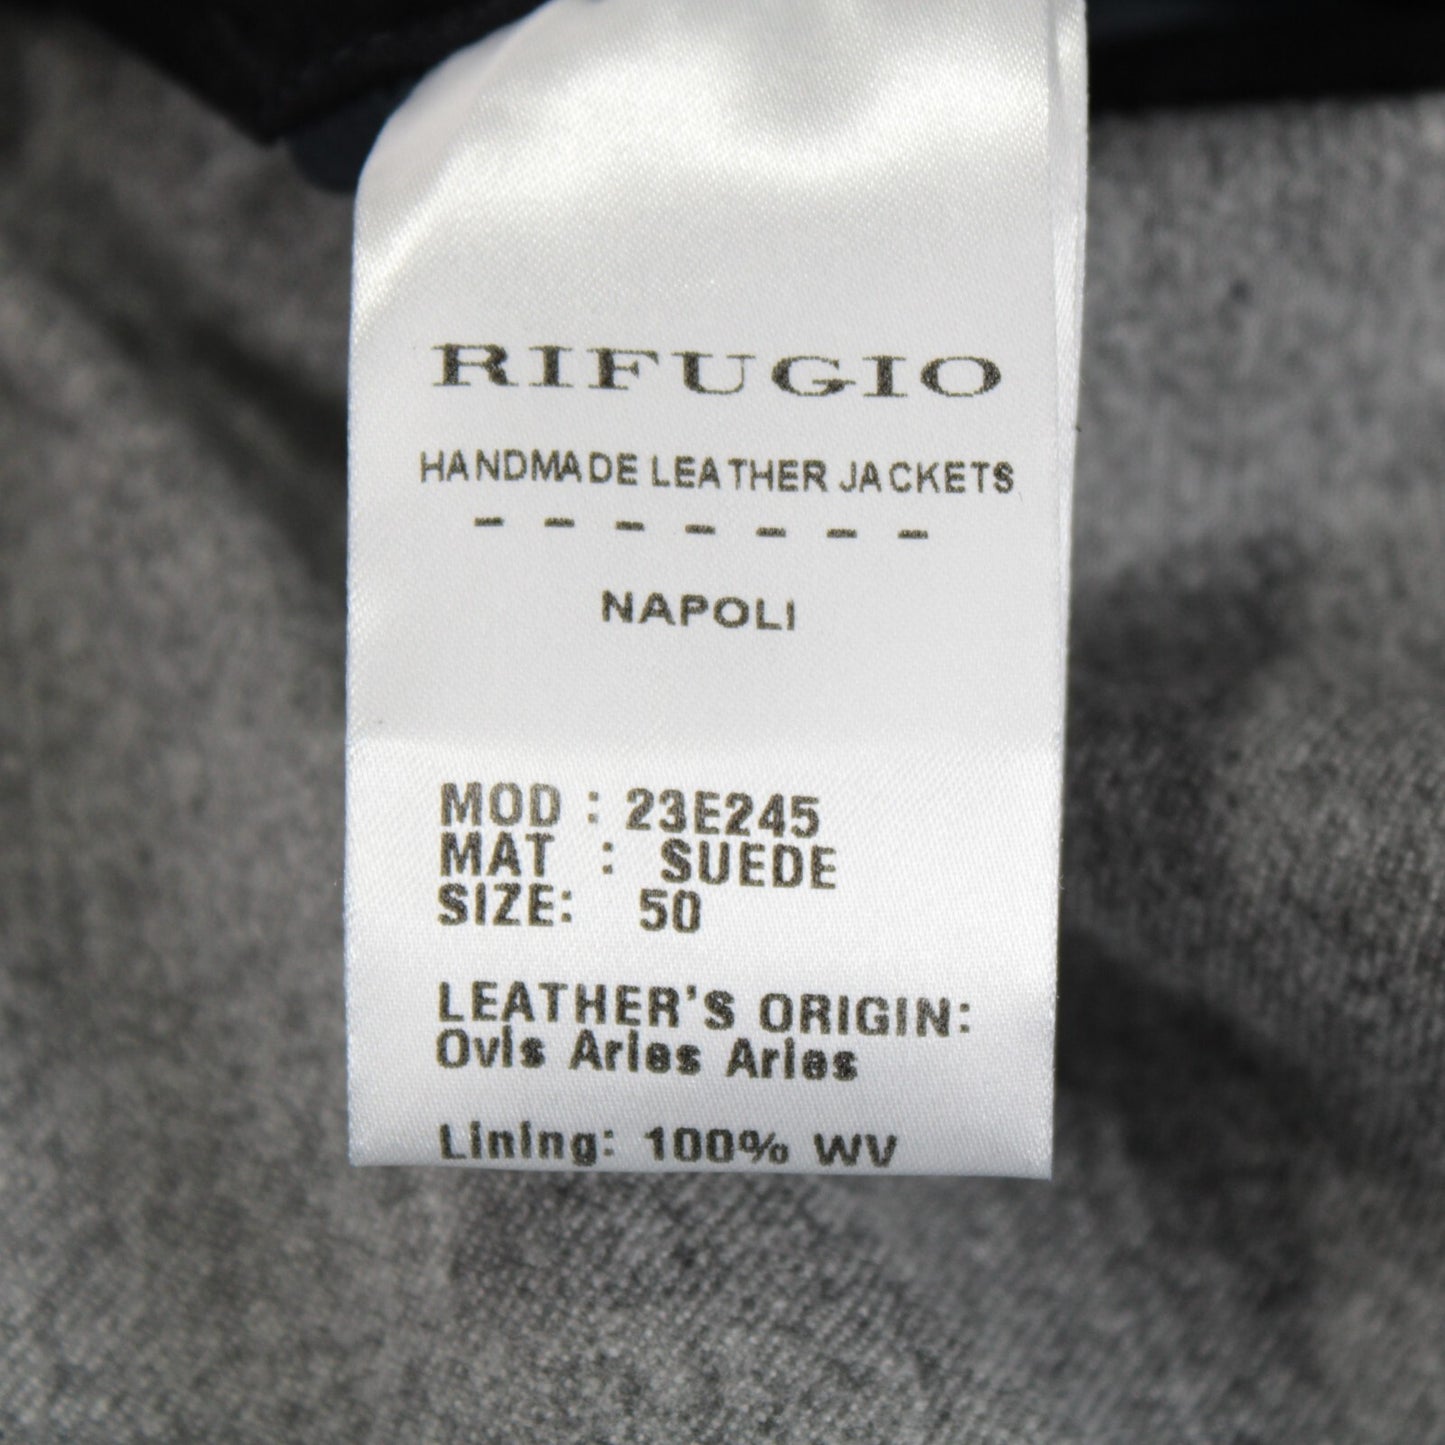 RIFUGIO
HANDMADE LEATHER JACKETS
- - - - - - -
NAPOLI
MOD : 23E245
MAT : SUEDE
SIZE: 50
LEATHER'S ORIGIN:
Ovis Aries Aries
Lining: 100% WV